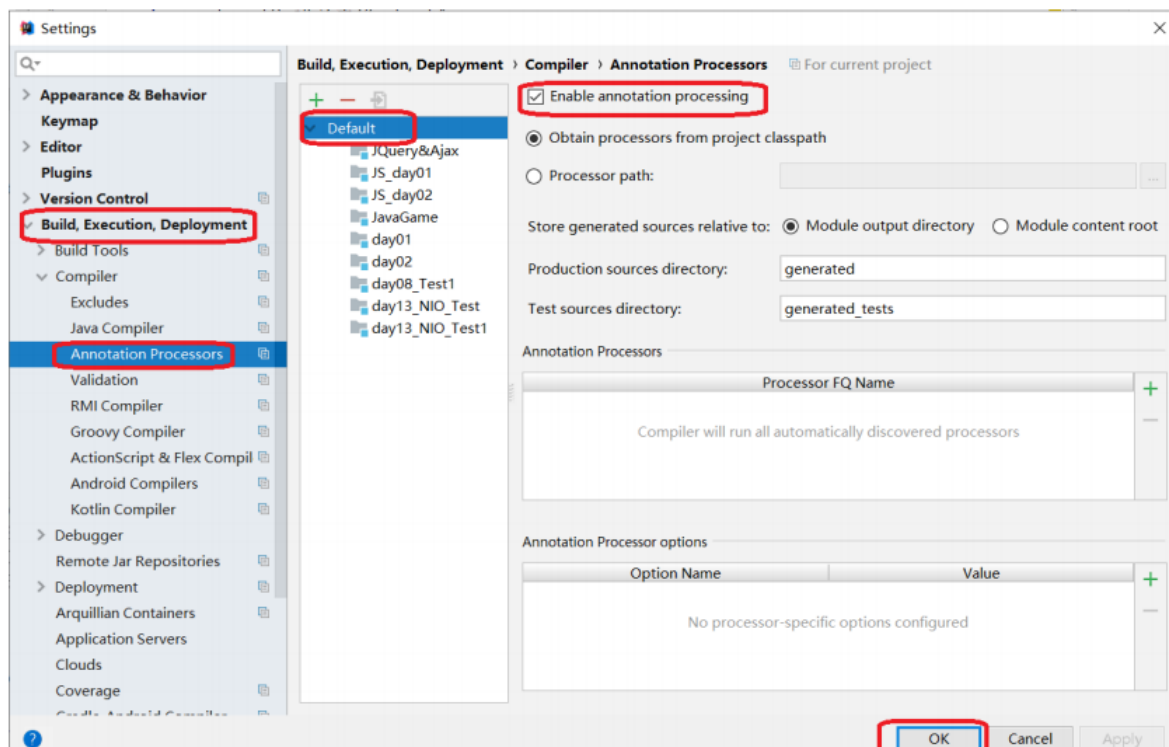 Settings
Build, Execution, Deployment › Compiler › Annotation Processors For current project
Appearance & Behavior
Keymap
Editor
Plugins
Version Control
Build, Execution, Deployment
Build Tools
Compiler
Excludes
Java Compiler
Annotation Processors
Validation
RMI Compiler
Groovy Compiler
ActionScript & Flex Compil
Android Compilers
Kotlin Compiler
Debugger
Remote Jar Repositories
Deployment
Arquillian Containers
Application Servers
Clouds
Coverage
Default
JQuery&Ajax
JS_day01
JS_day02
JavaGame
day01
day02
day08_Test1
day13_NIO_Test
day13_NIO_Test1
Enable annotation processing
Obtain processors from project classpath
Processor path:
...
Store generated sources relative to: Module output directory Module content root
Production sources directory: generated
Test sources directory: generated_tests
Annotation Processors
Processor FQ Name
Compiler will run all automatically discovered processors
Annotation Processor options
Option Name Value
No processor-specific options configured
? OK Cancel Apply